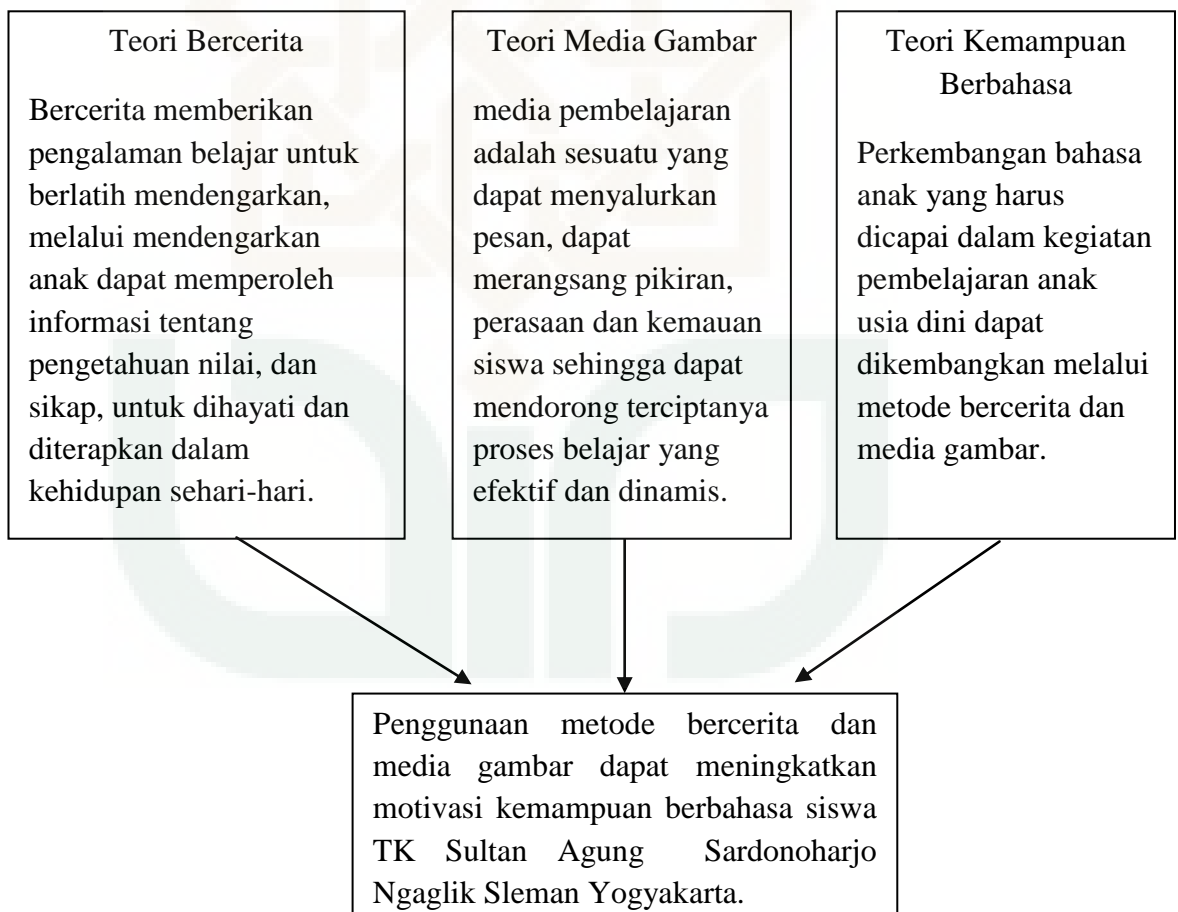 Teori Bercerita
Bercerita memberikan
pengalaman belajar untuk
berlatih mendengarkan,
melalui mendengarkan
anak dapat memperoleh
informasi tentang
pengetahuan nilai, dan
sikap, untuk dihayati dan
diterapkan dalam
kehidupan sehari-hari.
Teori Media Gambar
media pembelajaran
adalah sesuatu yang
dapat menyalurkan
pesan, dapat
merangsang pikiran,
perasaan dan kemauan
siswa sehingga dapat
mendorong terciptanya
proses belajar yang
efektif dan dinamis.
Teori Kemampuan
Berbahasa
Perkembangan bahasa
anak yang harus
dicapai dalam kegiatan
pembelajaran anak
usia dini dapat
dikembangkan melalui
metode bercerita dan
media gambar.
Penggunaan metode bercerita dan
media gambar dapat meningkatkan
motivasi kemampuan berbahasa siswa
TK Sultan Agung Sardonoharjo
Ngaglik Sleman Yogyakarta.